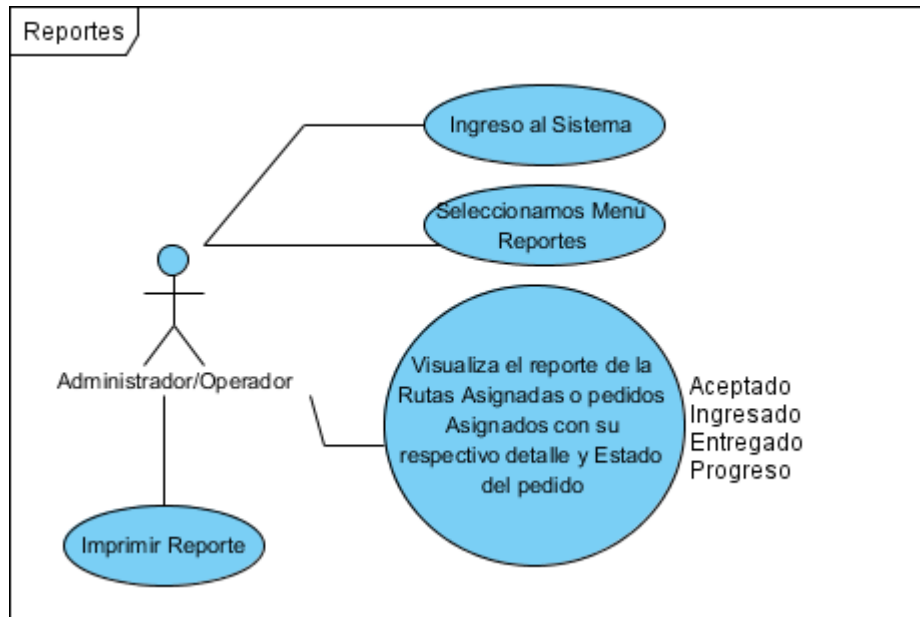 Reportes
Ingreso al Sistema
Seleccionamos Menú
Reportes
Administrador/Operador
Visualiza el reporte de la
Rutas Asignadas o pedidos
Asignados con su
respectivo detalle y Estado
del pedido
Aceptado
Ingresado
Entregado
Progreso
Imprimir Reporte